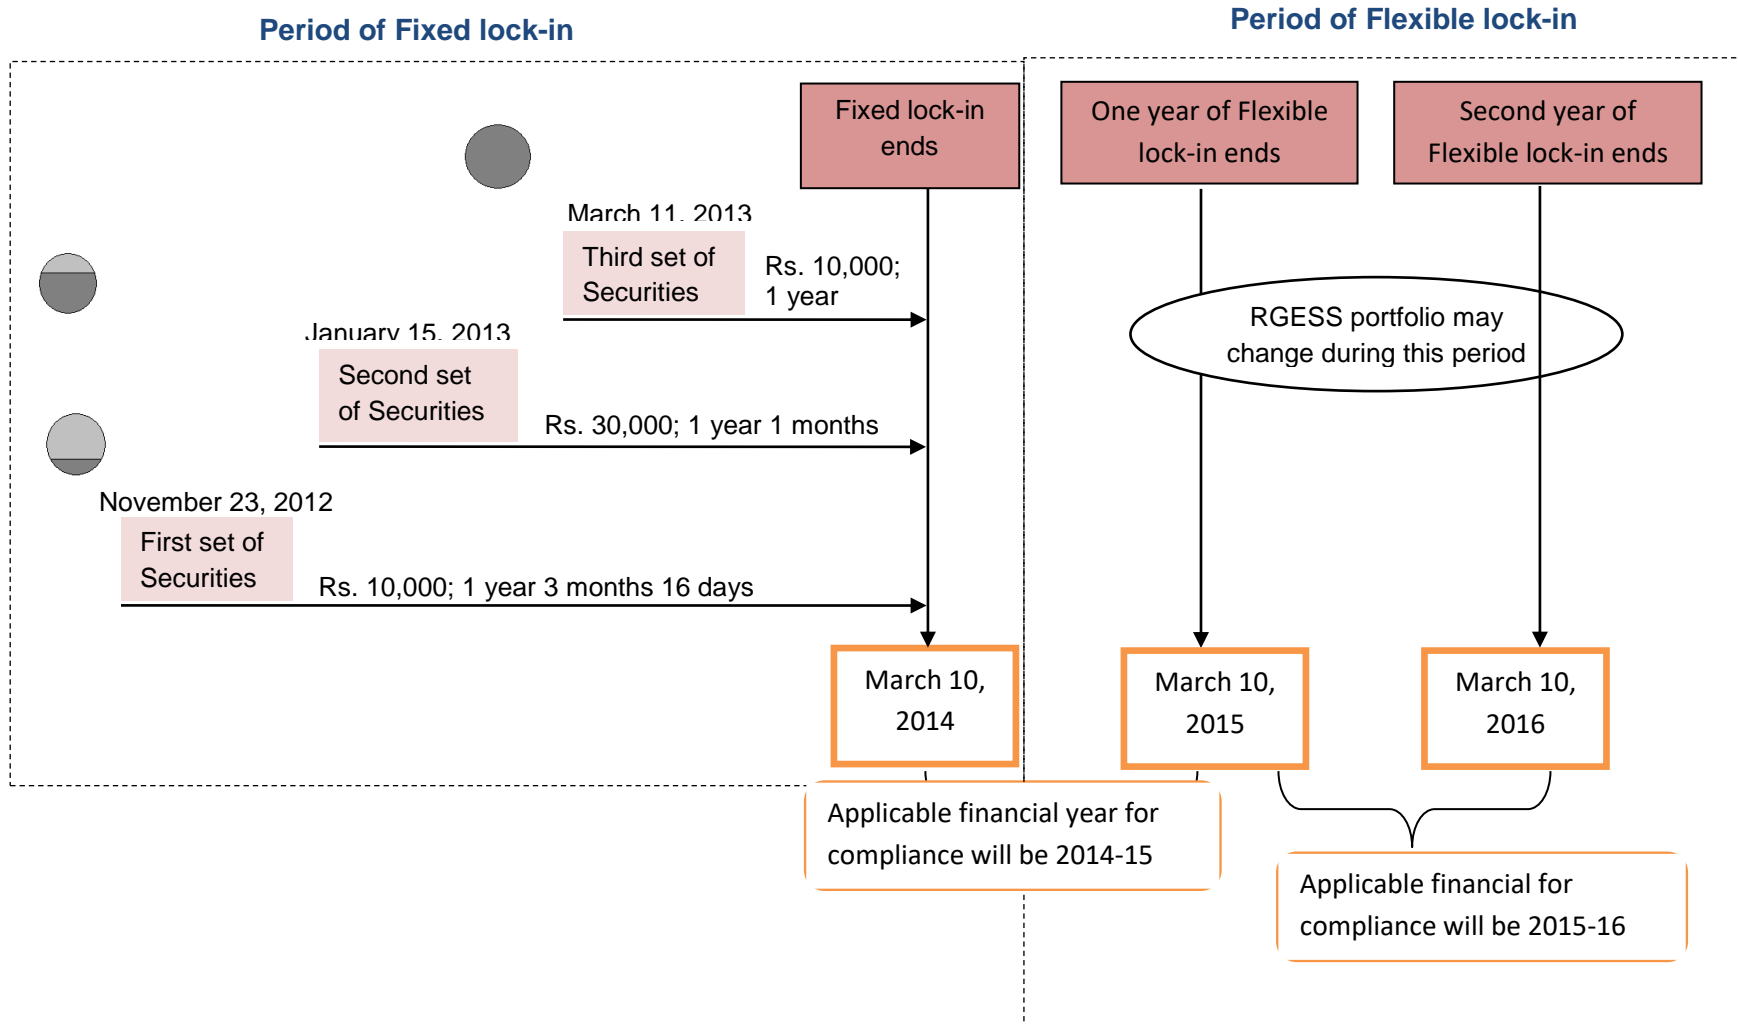 Period of Fixed lock-in
Period of Flexible lock-in
Fixed lock-in
ends
One year of Flexible
lock-in ends
Second year of
Flexible lock-in ends
March 11, 2013
Third set of
Securities
Rs. 10,000;
1 year
RGESS portfolio may
change during this period
January 15, 2013
Second set
of Securities
Rs. 30,000; 1 year 1 months
November 23, 2012
First set of
Securities
Rs. 10,000; 1 year 3 months 16 days
March 10,
2014
March 10,
2015
March 10,
2016
Applicable financial year for
compliance will be 2014-15
Applicable financial for
compliance will be 2015-16